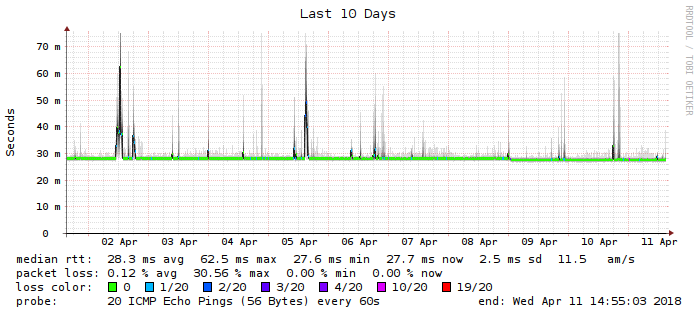 Last 10 Days
RRDTOOL / TOBI OETIKER
Seconds
70 m
60 m
50 m
40 m
30 m
20 m
10 m
0
02 Apr 03 Apr 04 Apr 05 Apr 06 Apr 07 Apr 08 Apr 09 Apr 10 Apr 11 Apr
median rtt: 28.3 ms avg 62.5 ms max 27.6 ms min 27.7 ms now 2.5 ms sd 11.5 am/s
packet loss: 0.12 % avg 30.56 % max 0.00 % min 0.00 % now
loss color: 0 1/20 2/20 3/20 4/20 10/20 19/20
probe: 20 ICMP Echo Pings (56 Bytes) every 60s end: Wed Apr 11 14:55:03 2018